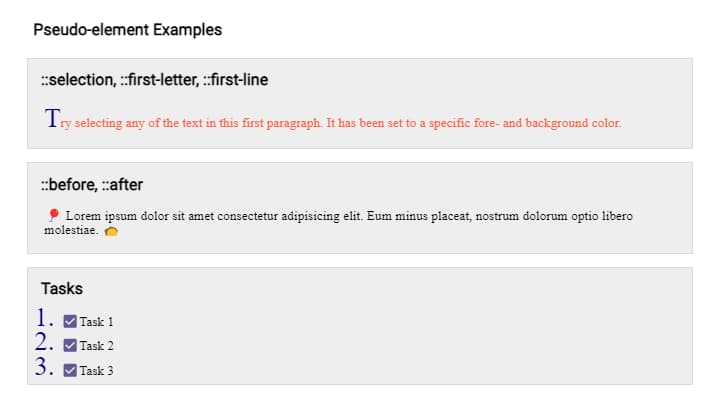 Pseudo-element Examples
::selection, ::first-letter, ::first-line
Try selecting any of the text in this first paragraph. It has been set to a specific fore- and background color.
::before, ::after
Lorem ipsum dolor sit amet consectetur adipisicing elit. Eum minus placeat, nostrum dolorum optio libero
molestiae.
Tasks
1. Task 1
2. Task 2
3. Task 3